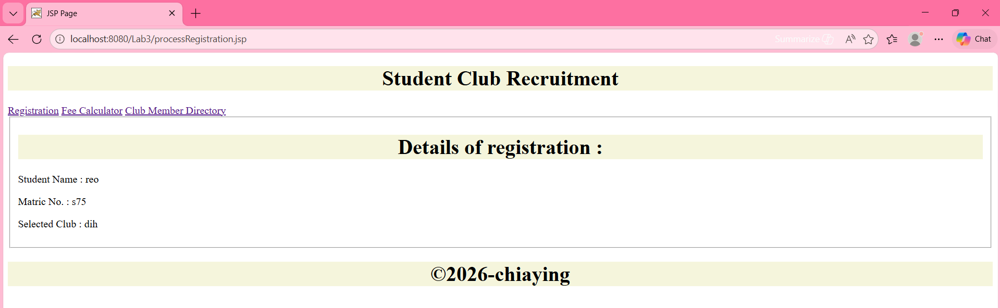 JSP Page
localhost:8080/Lab3/processRegistration.jsp
Summarize
Chat
Student Club Recruitment
Registration Fee Calculator Club Member Directory
Details of registration :
Student Name : reo
Matric No. : s75
Selected Club : dih
©2026-chiaying